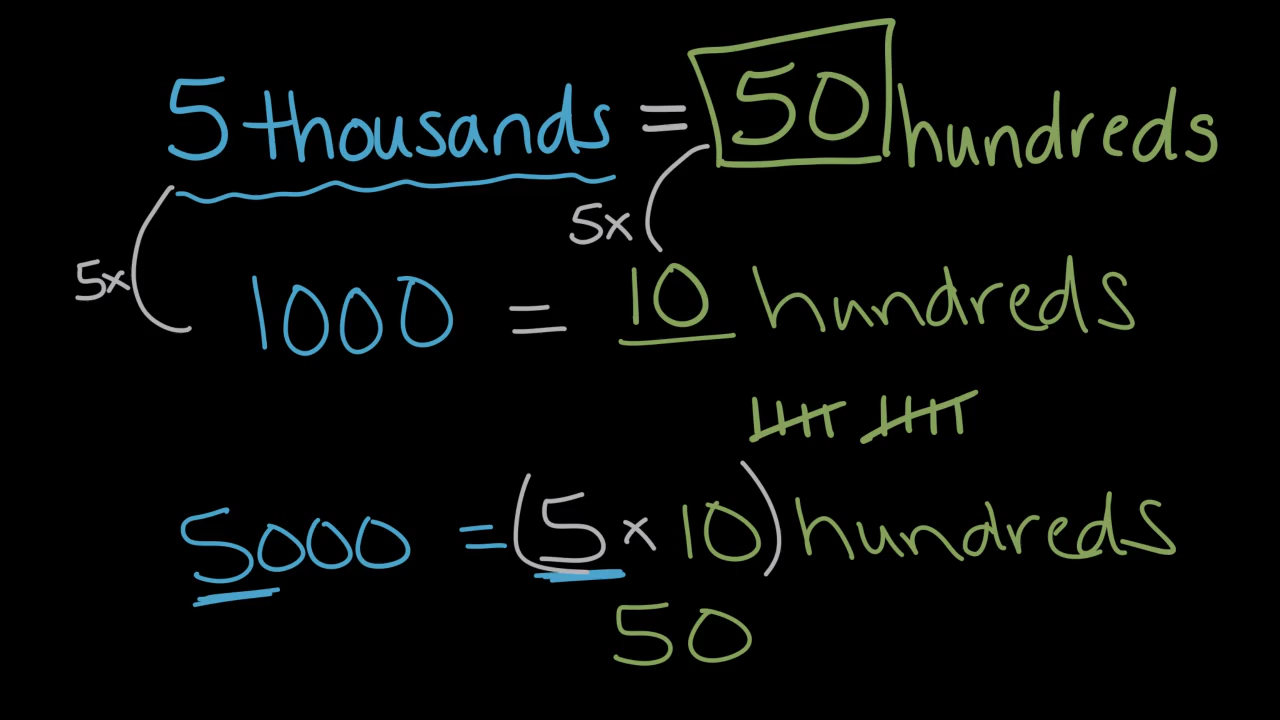 5 thousands = 50 hundreds
5x
5x
1000 = 10 hundreds
5000 = (5 x 10) hundreds
50